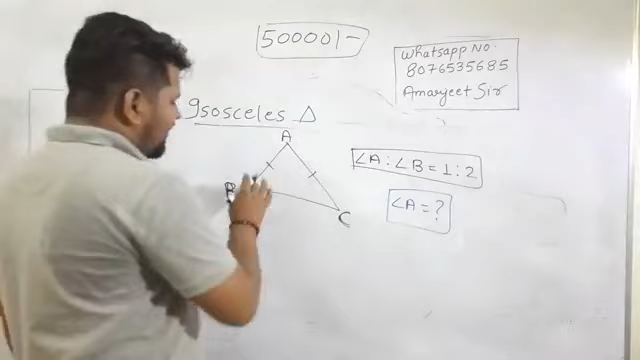 500001-
Whatsapp No.
8076535685
Amarjeet Sir
Isosceles Δ
A
∠A : ∠B = 1 : 2
B
∠A = ?
C